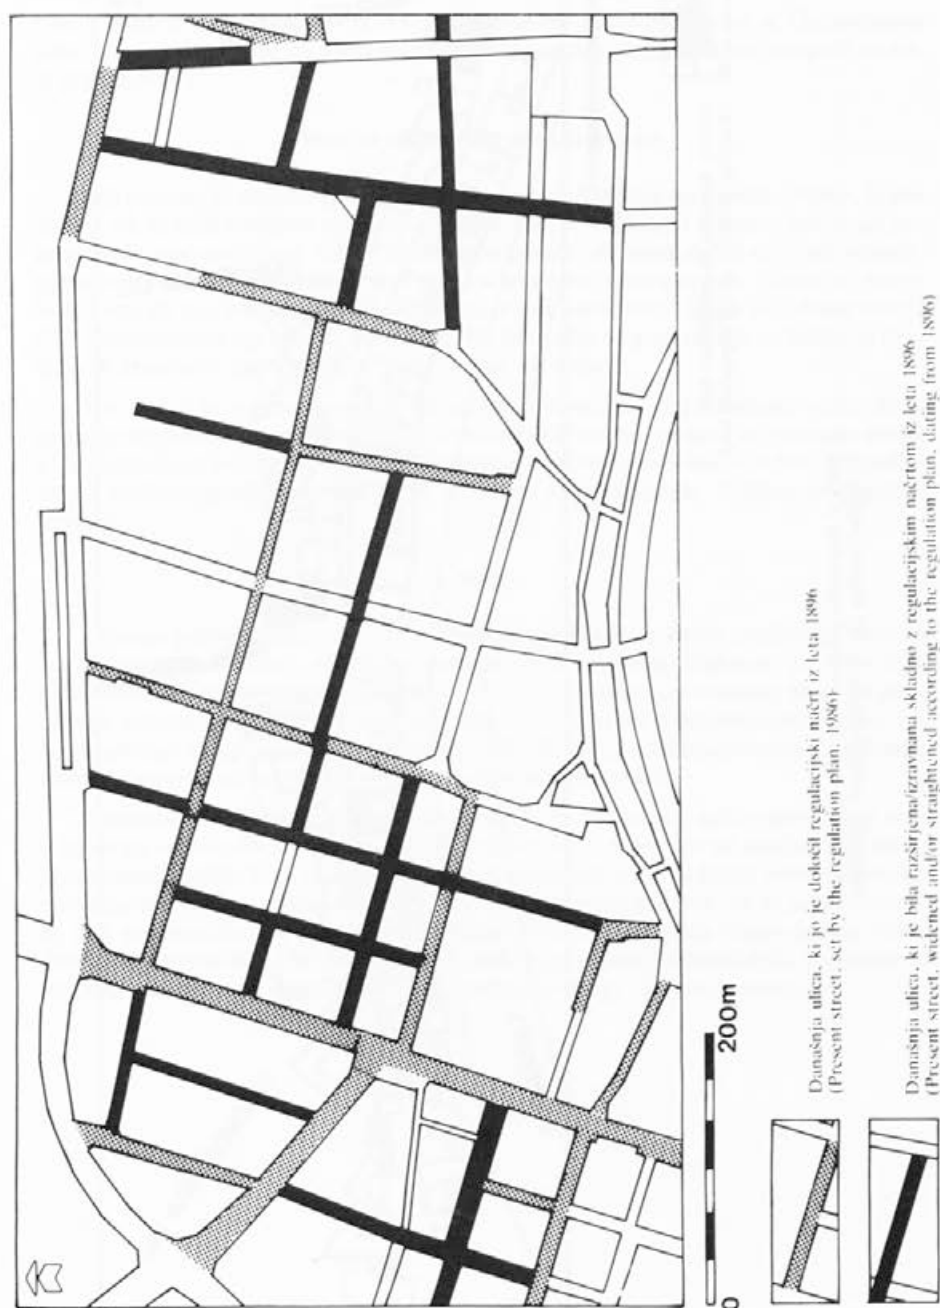 0
200m
Današnja ulica, ki jo je določil regulacijski načrt iz leta 1896
(Present street, set by the regulation plan, 1986)
Današnja ulica, ki je bila razširjena/izravnana skladno z regulacijskim načrtom iz leta 1896
(Present street, widened and/or straightened according to the regulation plan, dating from 1896)